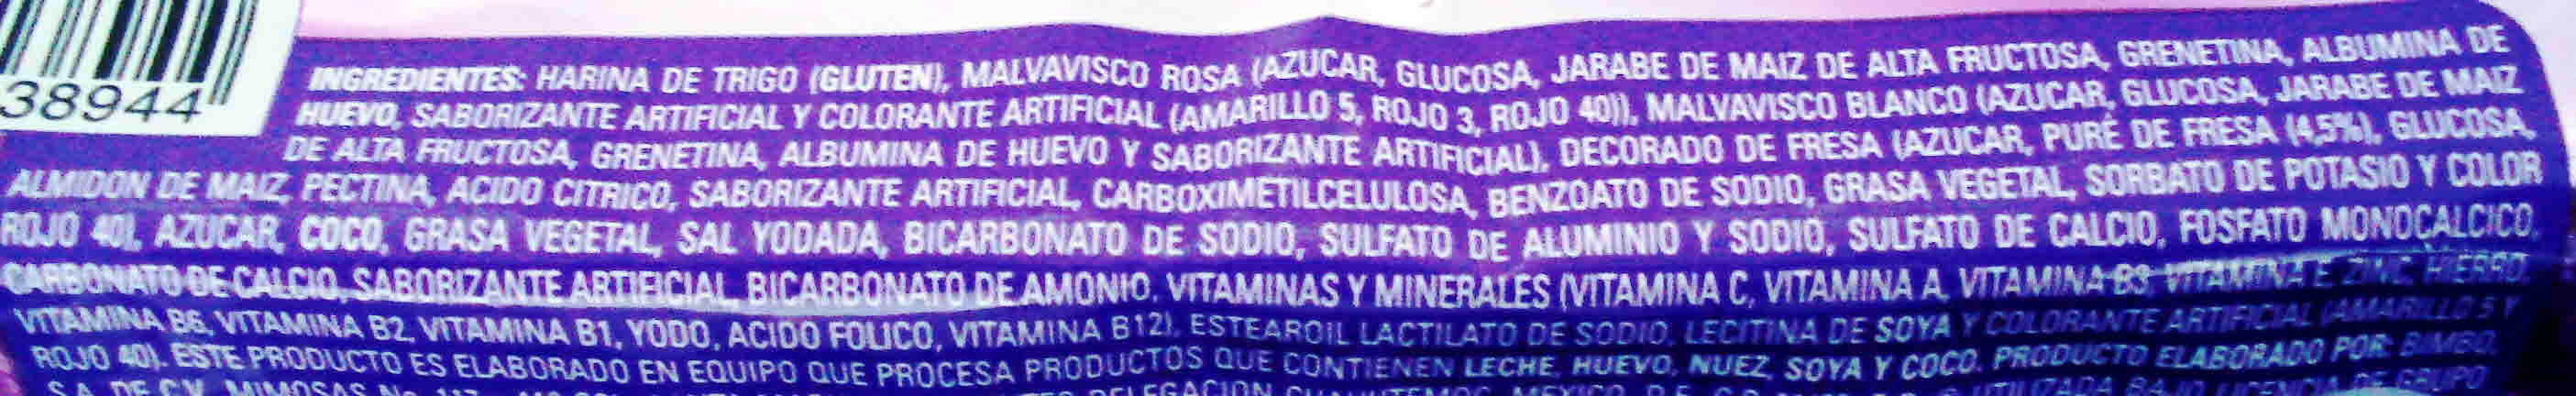 38944
INGREDIENTES: HARINA DE TRIGO (GLUTEN), MALVAVISCO ROSA (AZUCAR, GLUCOSA, JARABE DE MAIZ DE ALTA FRUCTOSA, GRENETINA, ALBUMINA DE
HUEVO, SABORIZANTE ARTIFICIAL Y COLORANTE ARTIFICIAL (AMARILLO 5, ROJO 3, ROJO 40)), MALVAVISCO BLANCO (AZUCAR, GLUCOSA, JARABE DE MAIZ
DE ALTA FRUCTOSA, GRENETINA, ALBUMINA DE HUEVO Y SABORIZANTE ARTIFICIAL), DECORADO DE FRESA (AZUCAR, PURÉ DE FRESA (4,5%), GLUCOSA,
ALMIDON DE MAIZ, PECTINA, ACIDO CITRICO, SABORIZANTE ARTIFICIAL, CARBOXIMETILCELULOSA, BENZOATO DE SODIO, GRASA VEGETAL, SORBATO DE POTASIO Y COLOR
ROJO 40), AZUCAR, COCO, GRASA VEGETAL, SAL YODADA, BICARBONATO DE SODIO, SULFATO DE ALUMINIO Y SODIO, SULFATO DE CALCIO, FOSFATO MONOCALCICO,
CARBONATO DE CALCIO, SABORIZANTE ARTIFICIAL, BICARBONATO DE AMONIO, VITAMINAS Y MINERALES (VITAMINA C, VITAMINA A, VITAMINA B3, VITAMINA E, ZINC, HIERRO,
VITAMINA B6, VITAMINA B2, VITAMINA B1, YODO, ACIDO FOLICO, VITAMINA B12), ESTEAROIL LACTILATO DE SODIO, LECITINA DE SOYA Y COLORANTE ARTIFICIAL (AMARILLO 5 Y
ROJO 40). ESTE PRODUCTO ES ELABORADO EN EQUIPO QUE PROCESA PRODUCTOS QUE CONTIENEN LECHE, HUEVO, NUEZ, SOYA Y COCO. PRODUCTO ELABORADO POR: BIMBO,
S.A. DE C.V. MIMOSAS No. 117 DELEGACION CUAUHTEMOC, MEXICO, D.F. C.P. UTILIZADA BAJO LICENCIA DE GRUPO